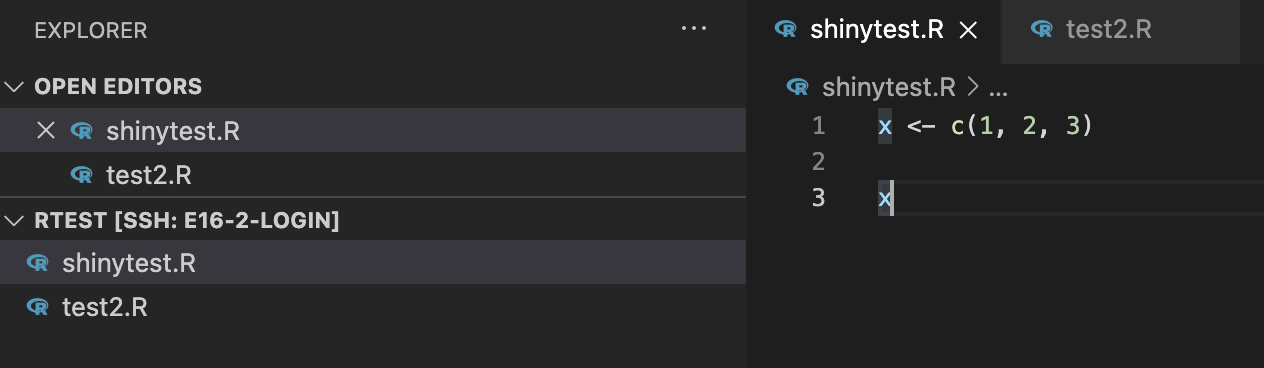 EXPLORER ...
OPEN EDITORS
shinytest.R
test2.R
RTEST [SSH: E16-2-LOGIN]
shinytest.R
test2.R
shinytest.R test2.R
shinytest.R > ...
1 x <- c(1, 2, 3)
2
3 x